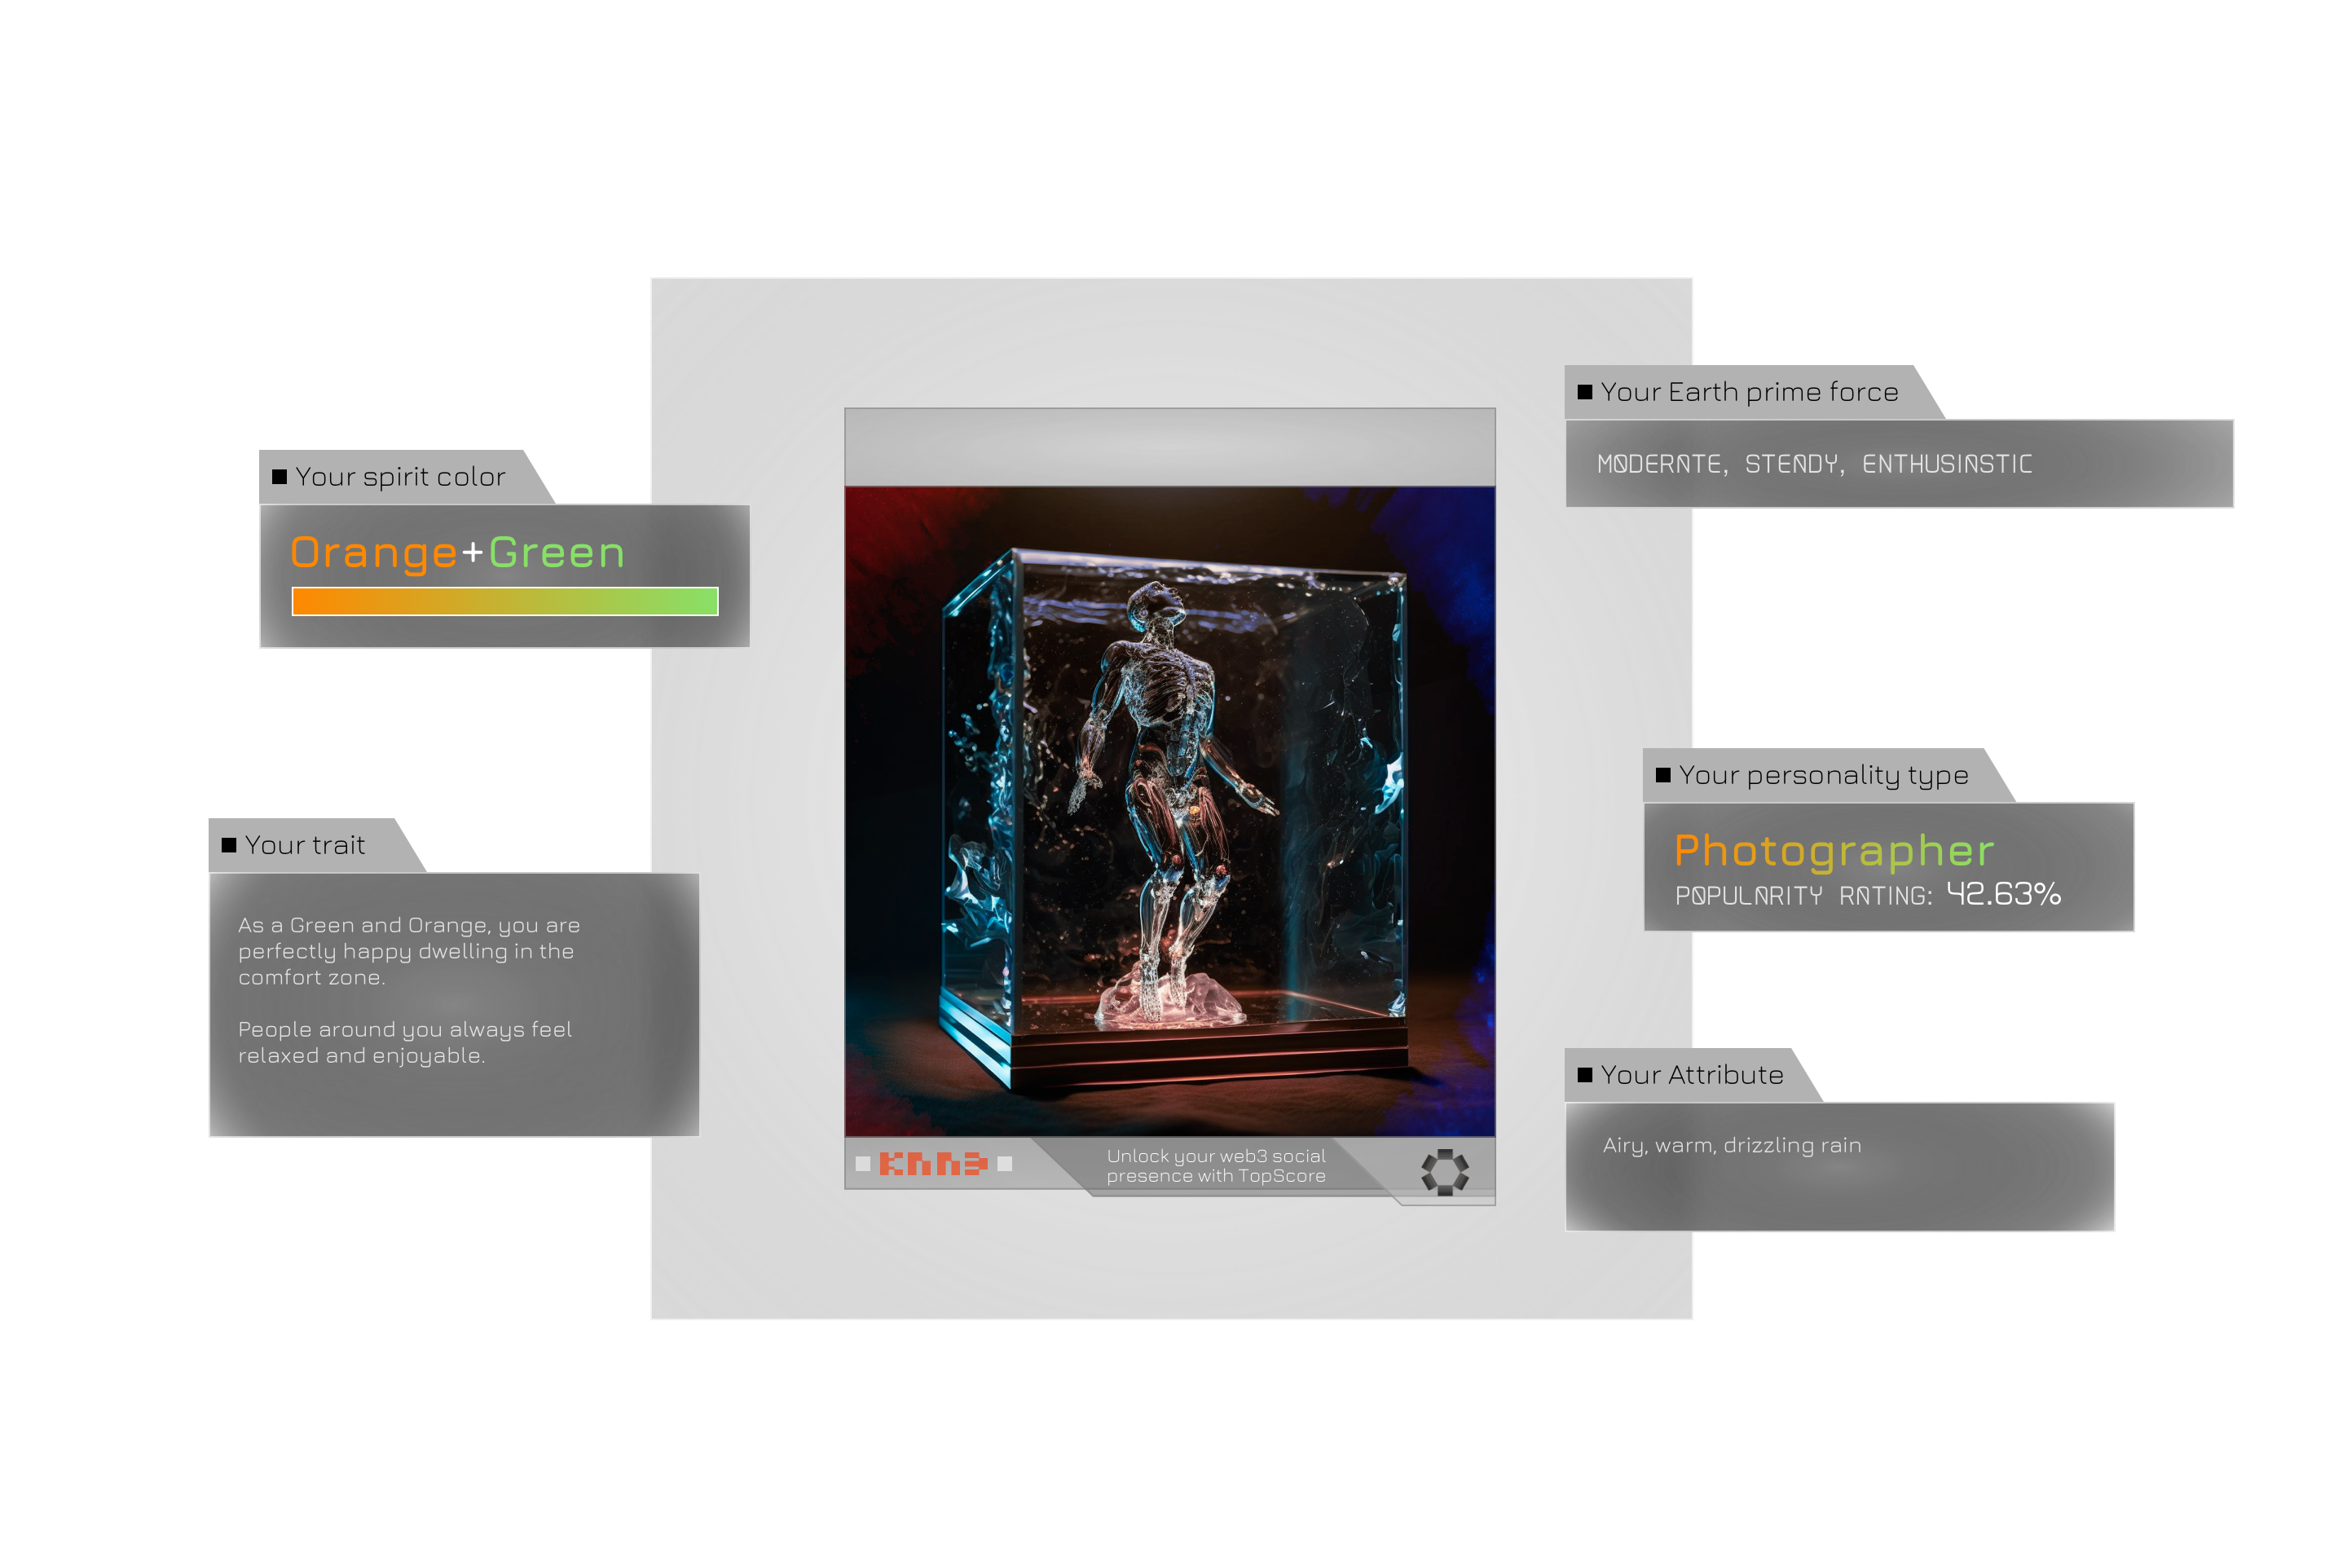 Your spirit color
Orange+Green
Your trait
As a Green and Orange, you are
perfectly happy dwelling in the
comfort zone.
People around you always feel
relaxed and enjoyable.
KNN3
Unlock your web3 social
presence with TopScore
Your Earth prime force
MODERATE, STEADY, ENTHUSIASTIC
Your personality type
Photographer
POPULARITY RATING: 42.63%
Your Attribute
Airy, warm, drizzling rain